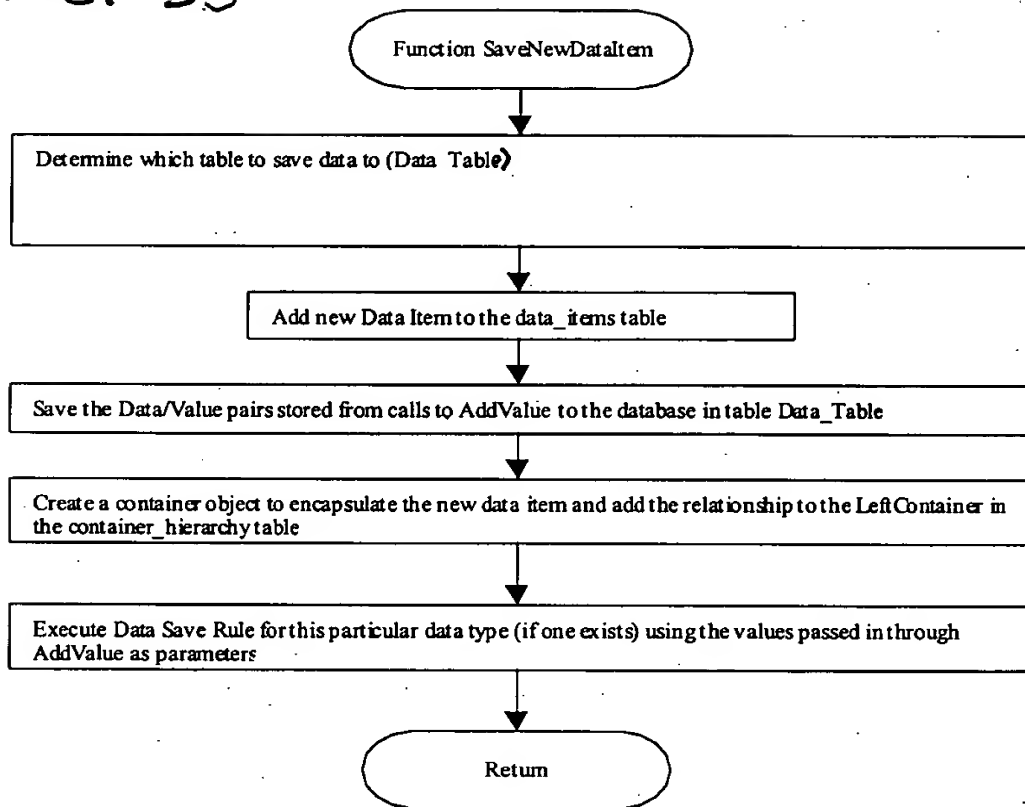 Function SaveNewDataItem
Determine which table to save data to (Data Table)
Add new Data Item to the data_items table
Save the Data/Value pairs stored from calls to AddValue to the database in table Data_Table
Create a container object to encapsulate the new data item and add the relationship to the LeftContainer in
the container_hierarchy table
Execute Data Save Rule for this particular data type (if one exists) using the values passed in through
AddValue as parameters
Return